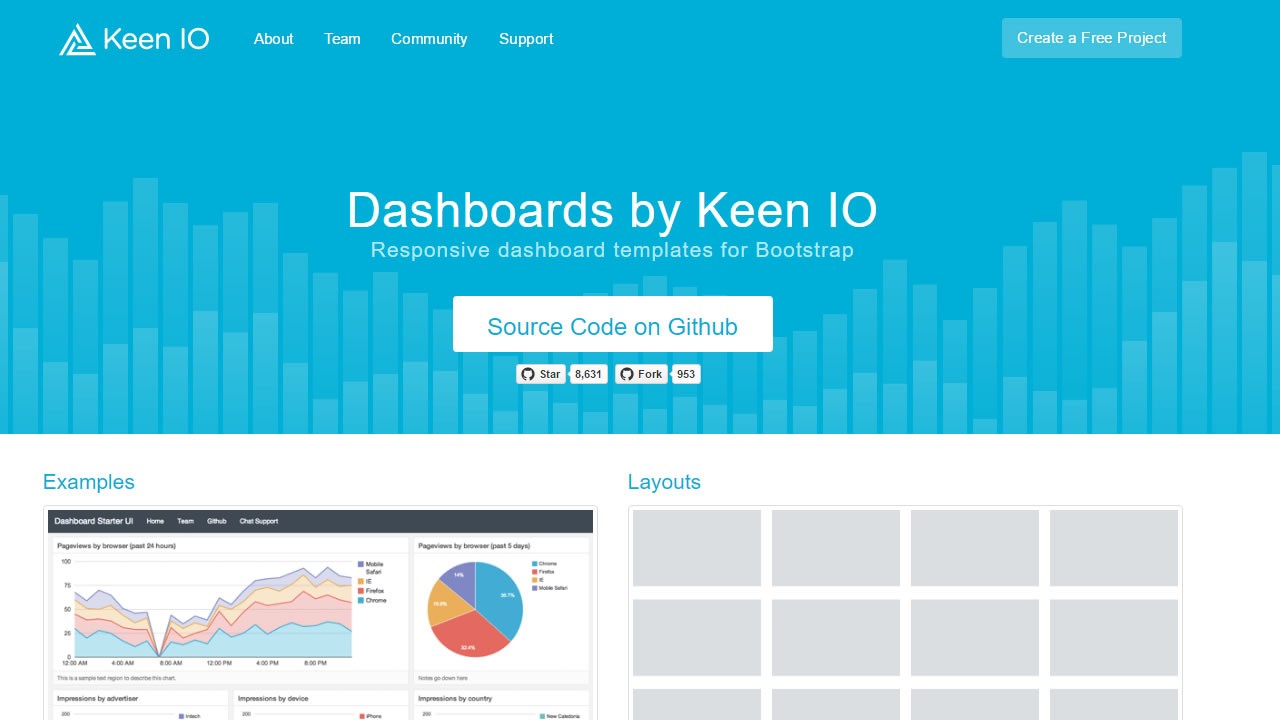 Keen IO
About Team Community Support
Create a Free Project
Dashboards by Keen IO
Responsive dashboard templates for Bootstrap
Source Code on Github
Star 8,631 Fork 953
Examples
Layouts
Dashboard Starter UI Home Team Github Chat Support
Pageviews by browser (past 24 hours)
100
75
50
25
0
12:00 AM 4:00 AM 8:00 AM 12:00 PM 4:00 PM 8:00 PM
Mobile
Safari
IE
Firefox
Chrome
This is a sample text region to describe this chart.
Pageviews by browser (past 5 days)
14%
32.4%
Chrome
Firefox
IE
Mobile Safari
Notes go down here
Impressions by advertiser
200
Intech
Impressions by device
200
iPhone
Impressions by country
200
New Caledonia